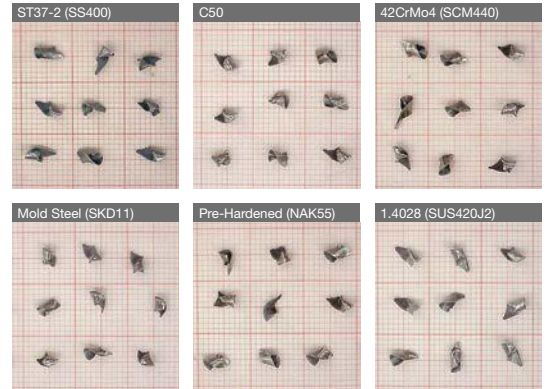 ST37-2 (SS400)
C50
42CrMo4 (SCM440)
Mold Steel (SKD11)
Pre-Hardened (NAK55)
1.4028 (SUS420J2)